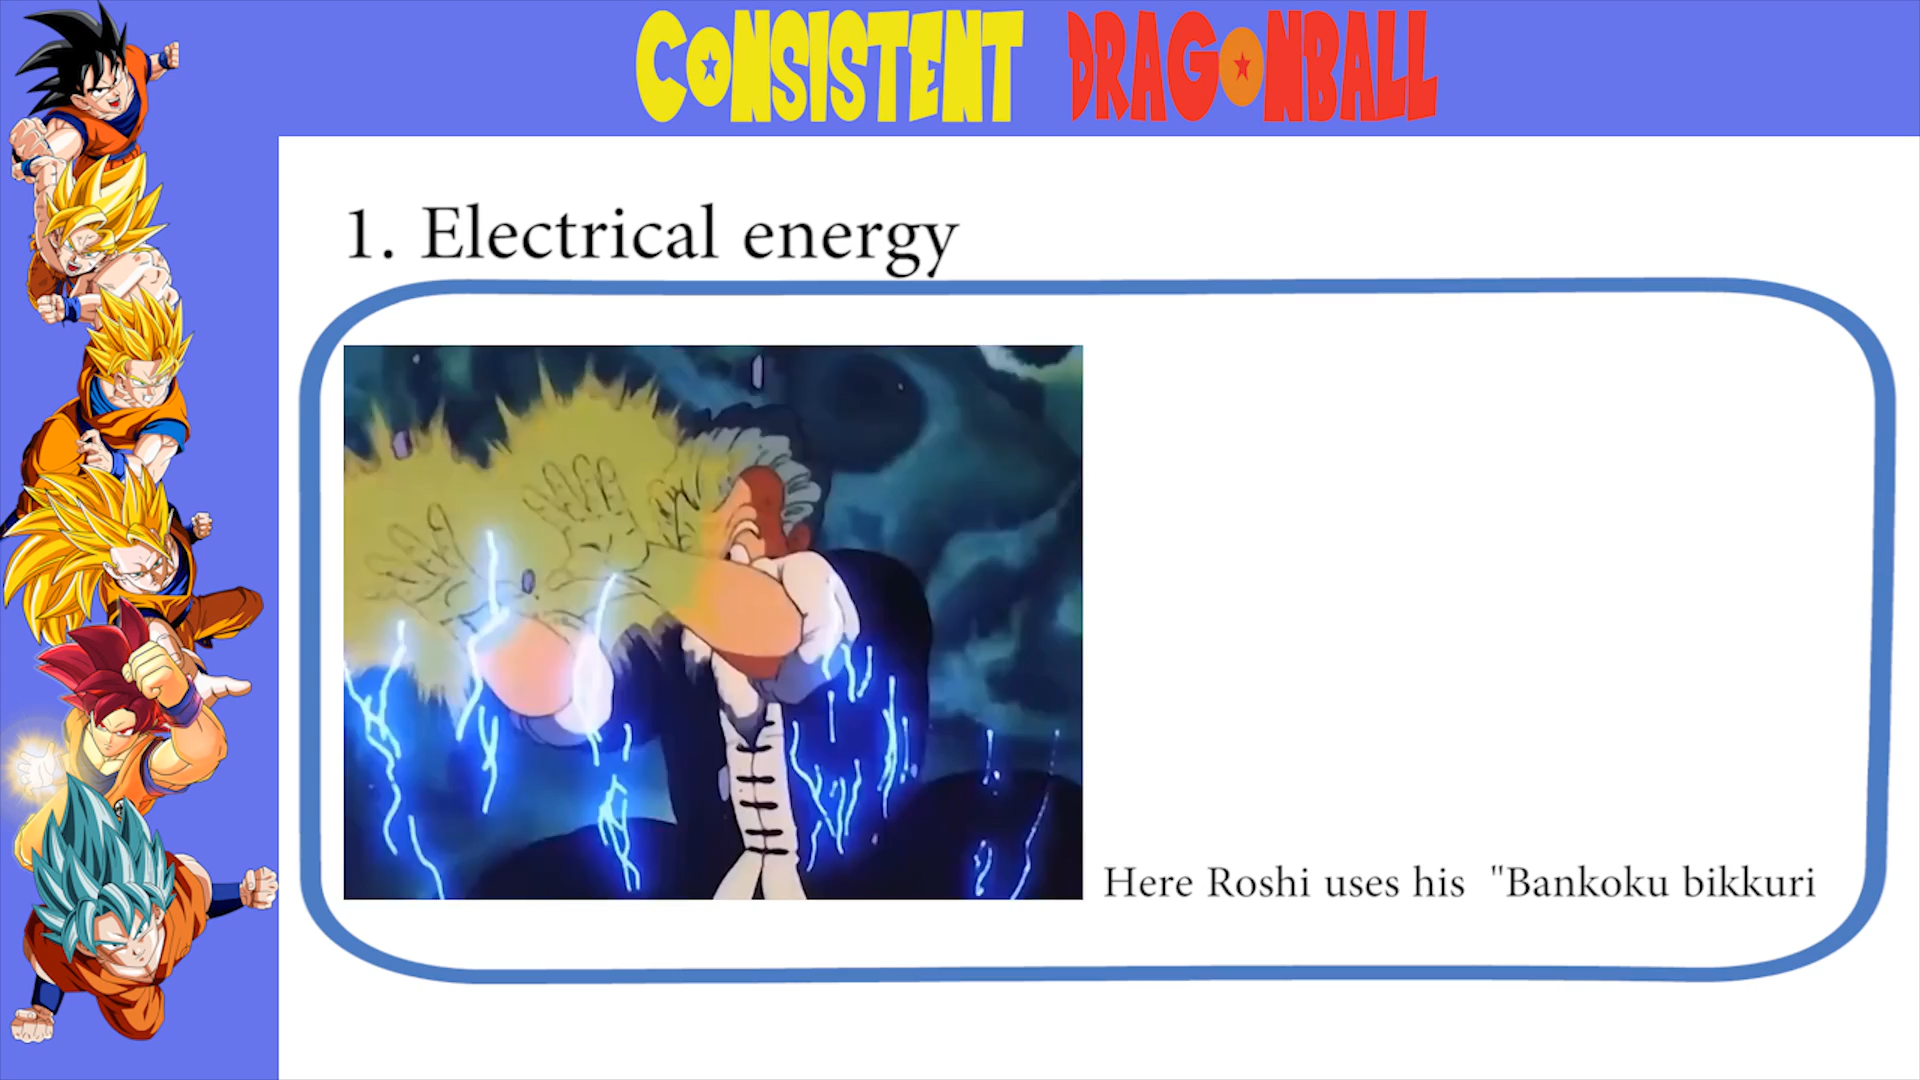 CONSISTENT DRAGONBALL
1. Electrical energy
Here Roshi uses his "Bankoku bikkuri